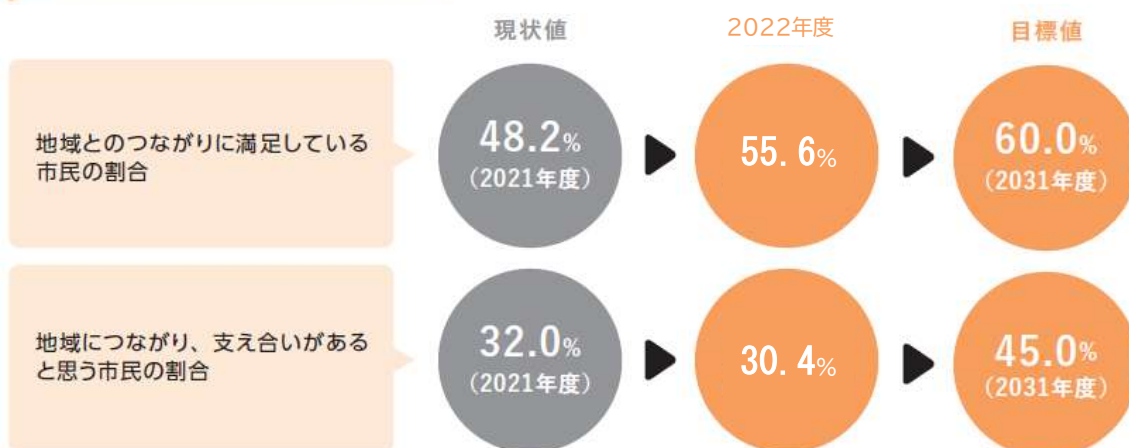 現状値
2022年度
目標値
地域とのつながりに満足している
市民の割合
48.2%
(2021年度)
55.6%
60.0%
(2031年度)
地域につながり、支え合いがある
と思う市民の割合
32.0%
(2021年度)
30.4%
45.0%
(2031年度)